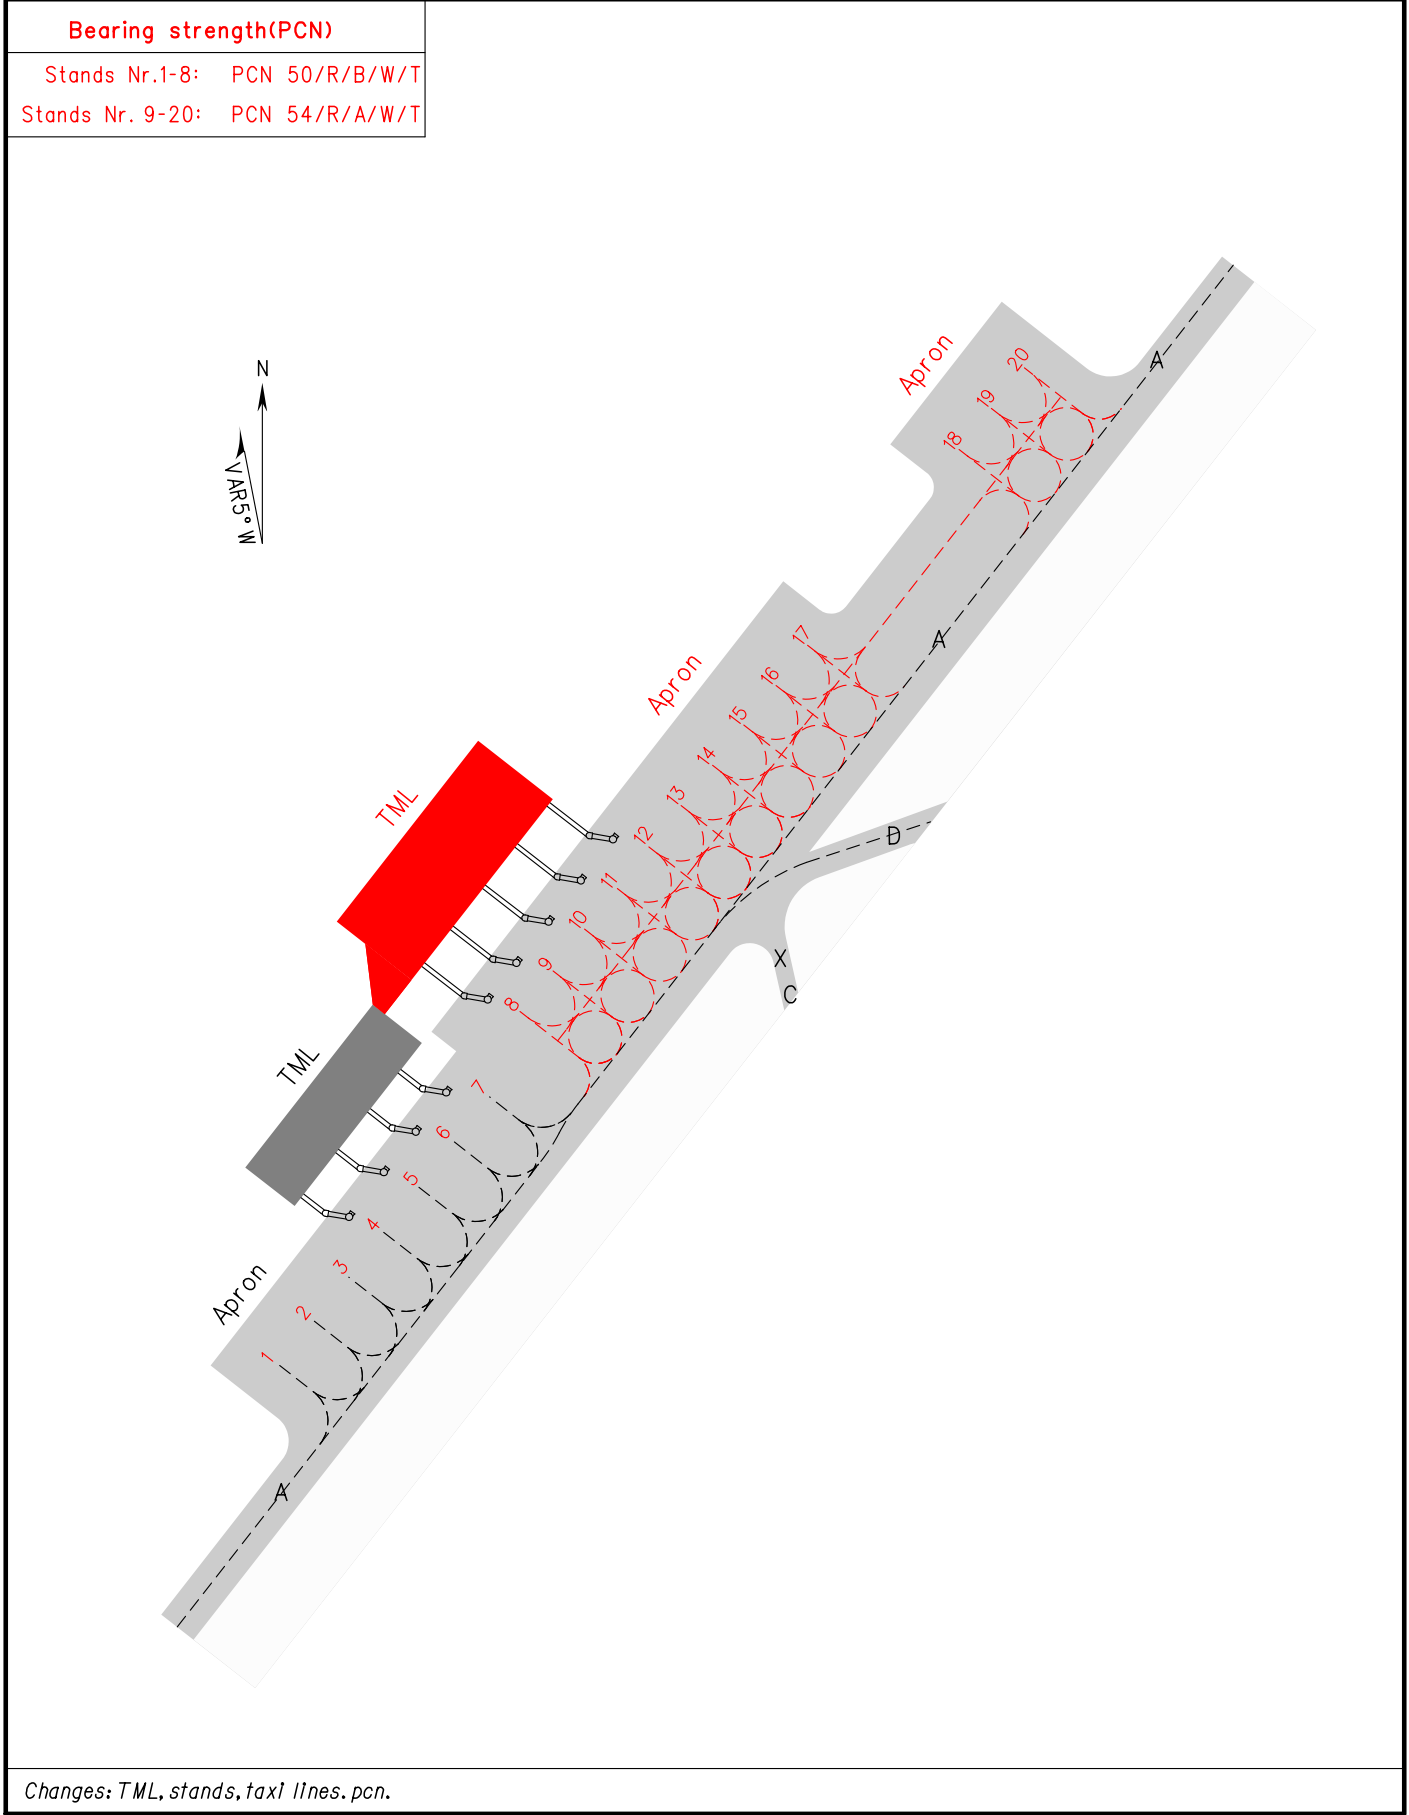 Bearing strength(PCN)
Stands Nr.1-8: PCN 50/R/B/W/T
Stands Nr. 9-20: PCN 54/R/A/W/T
N
VAR5°W
Apron
A
20
19
18
17
A
16
Apron
15
14
13
TML
12
D
11
10
9
X
C
8
TML
7
6
5
4
3
Apron
2
1
A
Changes: TML, stands, taxi lines. pcn.